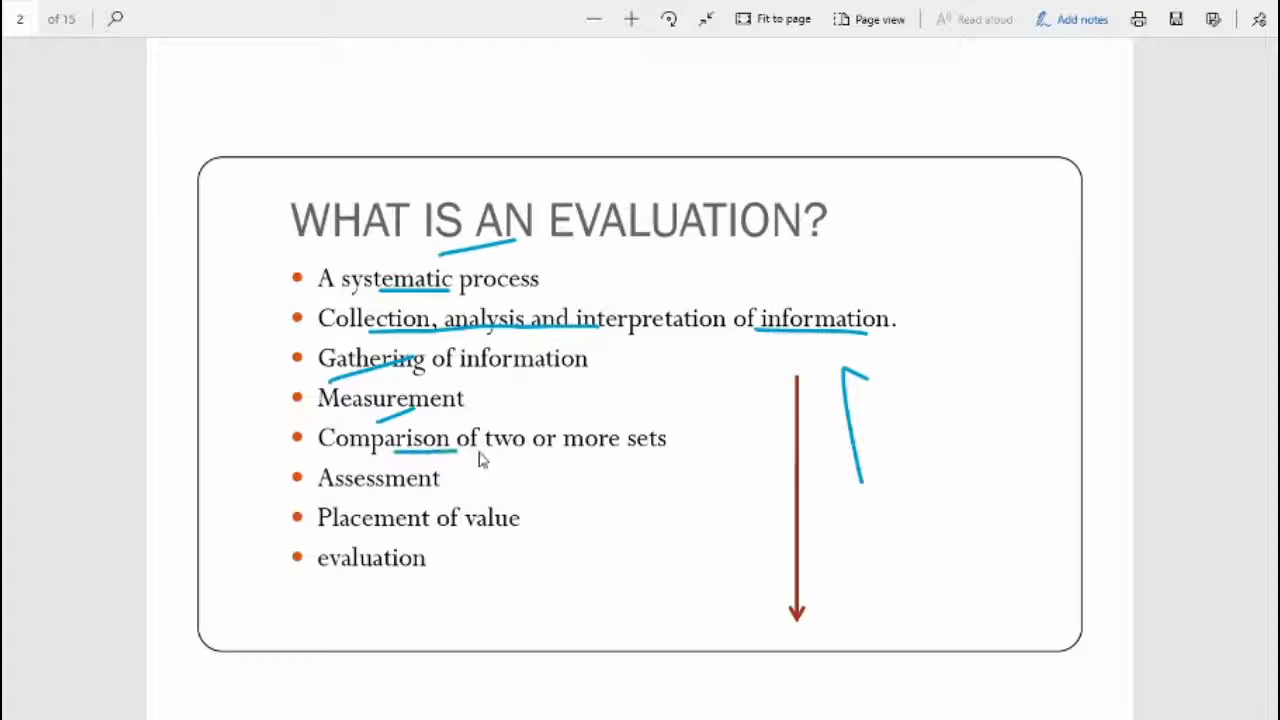 2 of 15 Fit to page Page view Read aloud Add notes
WHAT IS AN EVALUATION?
A systematic process
Collection, analysis and interpretation of information.
Gathering of information
Measurement
Comparison of two or more sets
Assessment
Placement of value
evaluation